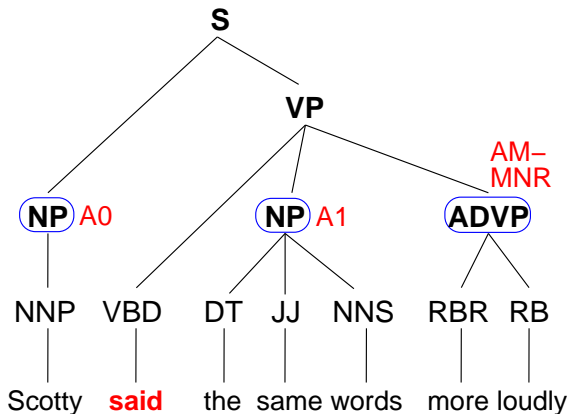 S
VP
AM–
MNR
NP A0 NP A1 ADVP
NNP VBD DT JJ NNS RBR RB
Scotty said the same words more loudly